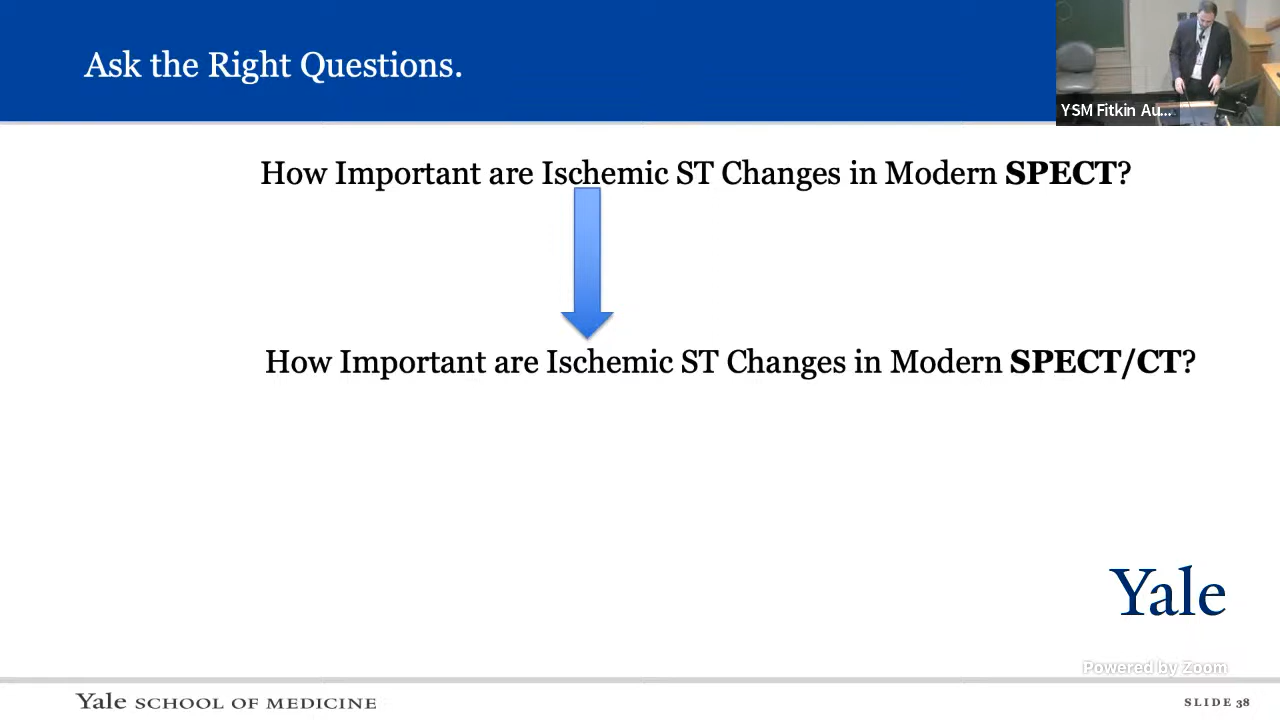 Ask the Right Questions.
YSM Fitkin Au...
How Important are Ischemic ST Changes in Modern SPECT?
How Important are Ischemic ST Changes in Modern SPECT/CT?
Yale
Powered by Zoom
Yale SCHOOL OF MEDICINE
SLIDE 38